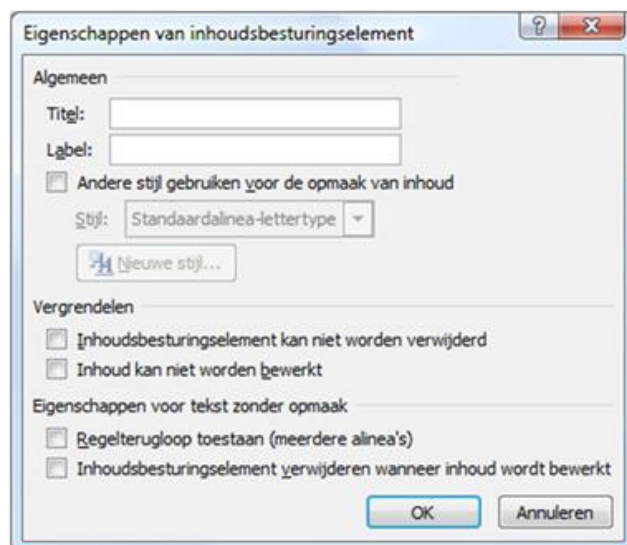 Eigenschappen van inhoudsbesturingselement
?
Algemeen
Titel:
Label:
Andere stijl gebruiken voor de opmaak van inhoud
Stijl: Standaardalinea-lettertype
Nieuwe stijl...
Vergrendelen
Inhoudsbesturingselement kan niet worden verwijderd
Inhoud kan niet worden bewerkt
Eigenschappen voor tekst zonder opmaak
Regelterugloop toestaan (meerdere alinea's)
Inhoudsbesturingselement verwijderen wanneer inhoud wordt bewerkt
OK Annuleren